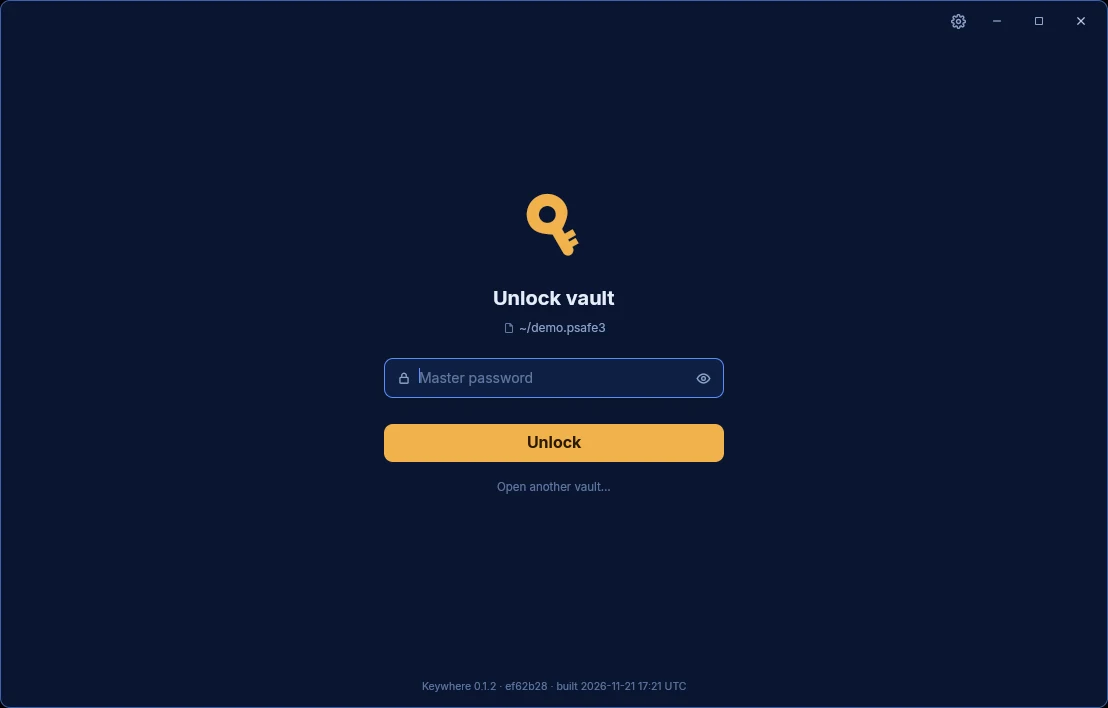 Unlock vault
~/demo.psafe3
Master password
Unlock
Open another vault...
Keywhere 0.1.2 · ef62b28 · built 2026-11-21 17:21 UTC